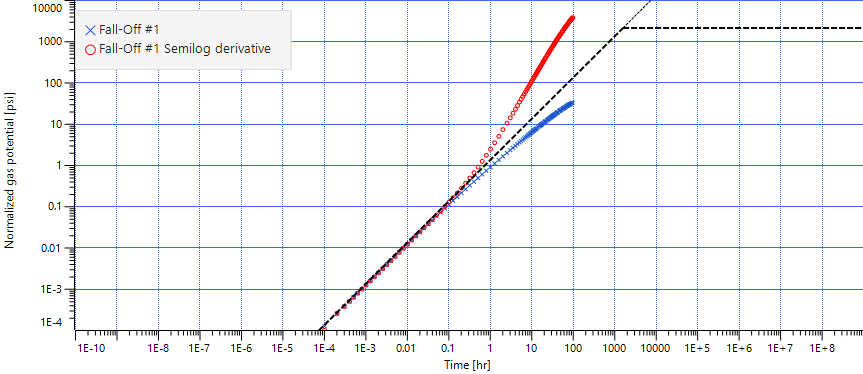 10000
Fall-Off #1
Fall-Off #1 Semilog derivative
1000
100
10
1
0.1
0.01
1E-3
1E-4
Normalized gas potential [psi]
1E-10 1E-8 1E-7 1E-6 1E-5 1E-4 1E-3 0.01 0.1 1 10 100 1000 10000 1E+5 1E+6 1E+7 1E+8
Time [hr]